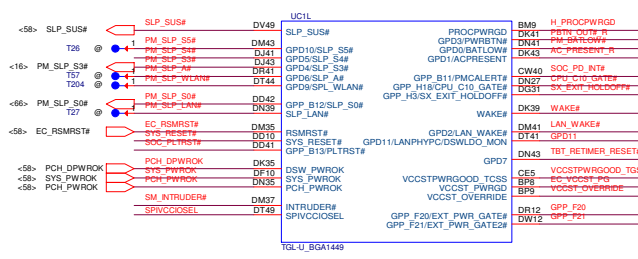 UC1L
<58> SLP_SUS# SLP_SUS# DV49 SLP_SUS# PROCPWRGD BM9 H_PROCPWRGD
GPD3/PWRBTN# DK41 PBTN_OUT#_R
T26 @ 1 PM_SLP_S5# DM43 GPD10/SLP_S5# GPD0/BATLOW# DN41 PM_BATLOW#
<16> PM_SLP_S3# PM_SLP_S4# DJ43 GPD5/SLP_S4# GPD1/ACPRESENT DK43 AC_PRESENT_R
PM_SLP_S3# DJ41 GPD4/SLP_S3#
T57 @ 1 PM_SLP_A# DR41 GPD6/SLP_A# GPP_B11/PMCALERT# CW40 SOC_PD_INT#
T204 @ 1 PM_SLP_WLAN# DT44 GPD9/SPL_WLAN# GPP_H18/CPU_C10_GATE# DN27 CPU_C10_GATE#
GPP_H3/SX_EXIT_HOLDOFF# DG31 SX_EXIT_HOLDOFF#
<66> PM_SLP_S0# PM_SLP_S0# DD42 GPP_B12/SLP_S0#
T27 @ 1 PM_SLP_LAN# DN39 SLP_LAN# WAKE# DK39 WAKE#
<58> EC_RSMRST# EC_RSMRST# DM35 RSMRST# GPD2/LAN_WAKE# DM41 LAN_WAKE#
SYS_RESET# DD10 SYS_RESET# GPD11/LANPHYPC/DSWLDO_MON DT41 GPD11
SOC_PLTRST# DD41 GPP_B13/PLTRST#
GPD7 DN43 TBT_RETIMER_RESET#
<58> PCH_DPWROK PCH_DPWROK DK35 DSW_PWROK
<58> SYS_PWROK SYS_PWROK DF10 SYS_PWROK VCCSTPWRGOOD_TCSS CE5 VCCSTPWRGOOD_TCS
<58> PCH_PWROK PCH_PWROK DN35 PCH_PWROK VCCST_PWRGD BP8 EC_VCCST_PG
VCCST_OVERRIDE BP9 VCCST_OVERRIDE
SM_INTRUDER# DM37 INTRUDER#
SPIVCCIOSEL DT49 SPIVCCIOSEL GPP_F20/EXT_PWR_GATE# DR12 GPP_F20
GPP_F21/EXT_PWR_GATE2# DW12 GPP_F21
TGL-U_BGA1449